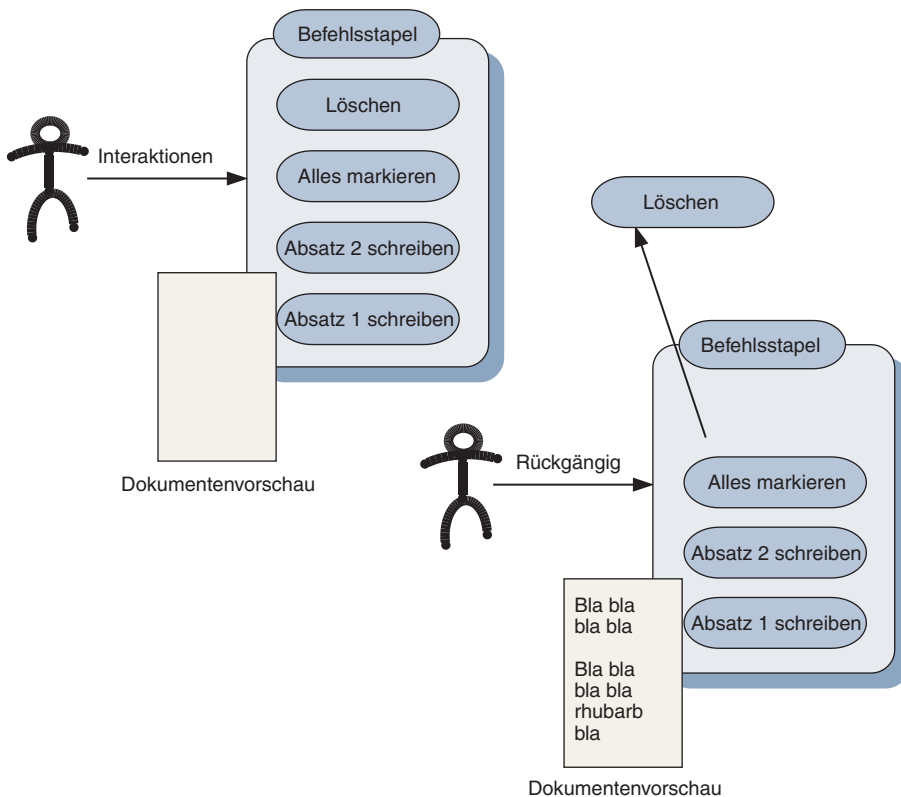 Befehlsstapel
Löschen
Interaktionen
Alles markieren
Absatz 2 schreiben
Absatz 1 schreiben
Dokumentenvorschau
Löschen
Befehlsstapel
Rückgängig
Alles markieren
Absatz 2 schreiben
Absatz 1 schreiben
Bla bla
bla bla
Bla bla
bla bla
rhubarb
bla
Dokumentenvorschau